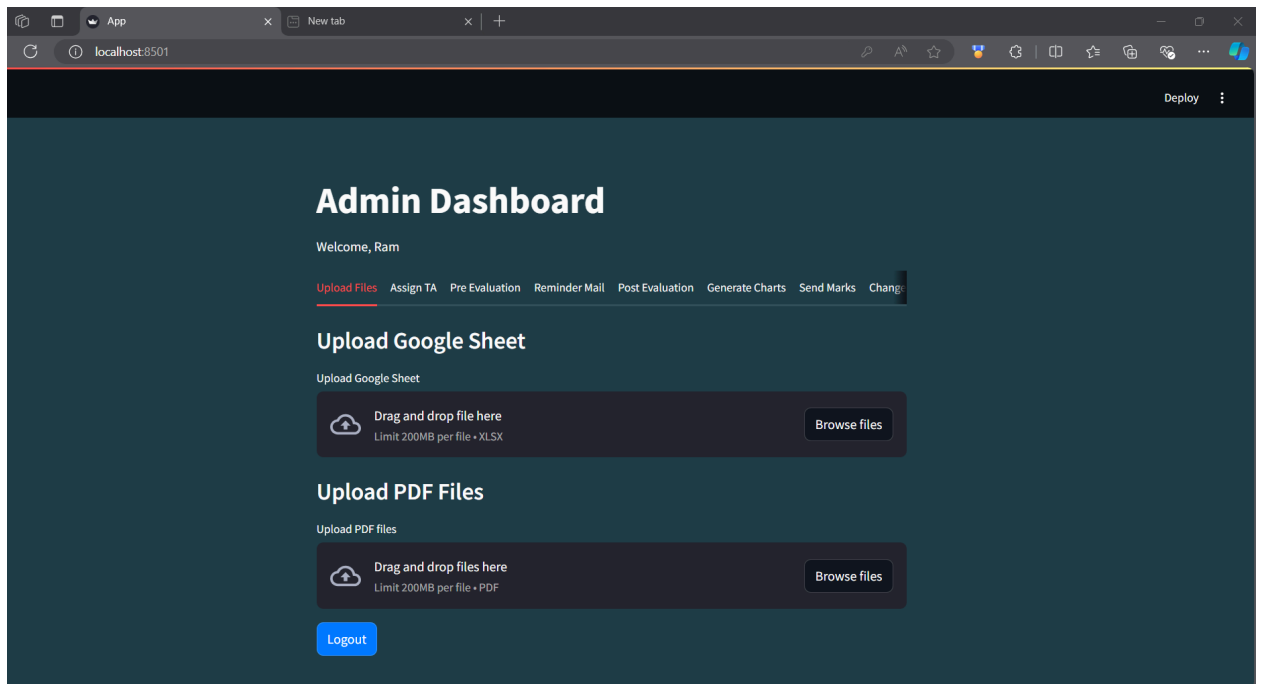 App
New tab
localhost:8501
Deploy
Admin Dashboard
Welcome, Ram
Upload Files Assign TA Pre Evaluation Reminder Mail Post Evaluation Generate Charts Send Marks Change
Upload Google Sheet
Upload Google Sheet
Drag and drop file here
Limit 200MB per file • XLSX
Browse files
Upload PDF Files
Upload PDF files
Drag and drop files here
Limit 200MB per file • PDF
Browse files
Logout